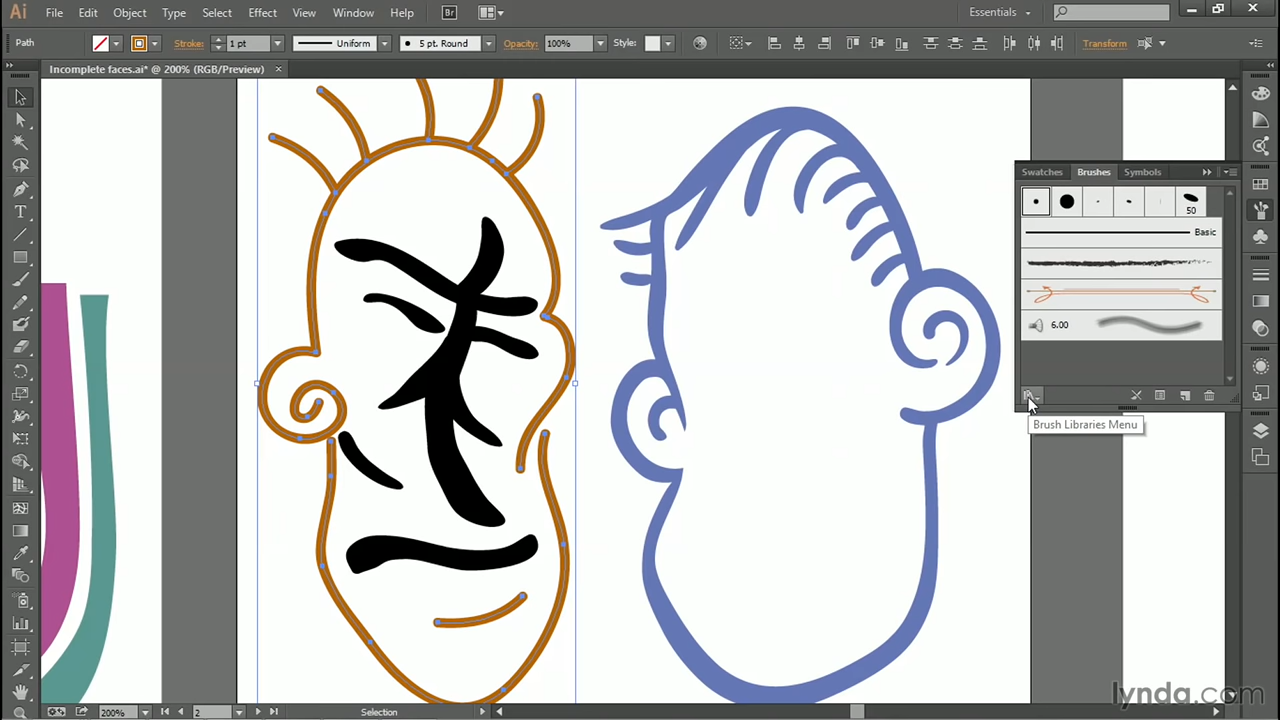 Ai File Edit Object Type Select Effect View Window Help Br Essentials
Path Stroke: 1 pt Uniform 5 pt. Round Opacity: 100% Style: Transform
Incomplete faces.ai* @ 200% (RGB/Preview)
Swatches Brushes Symbols
50
Basic
6.00
Brush Libraries Menu
lynda.com
200% 2 Selection